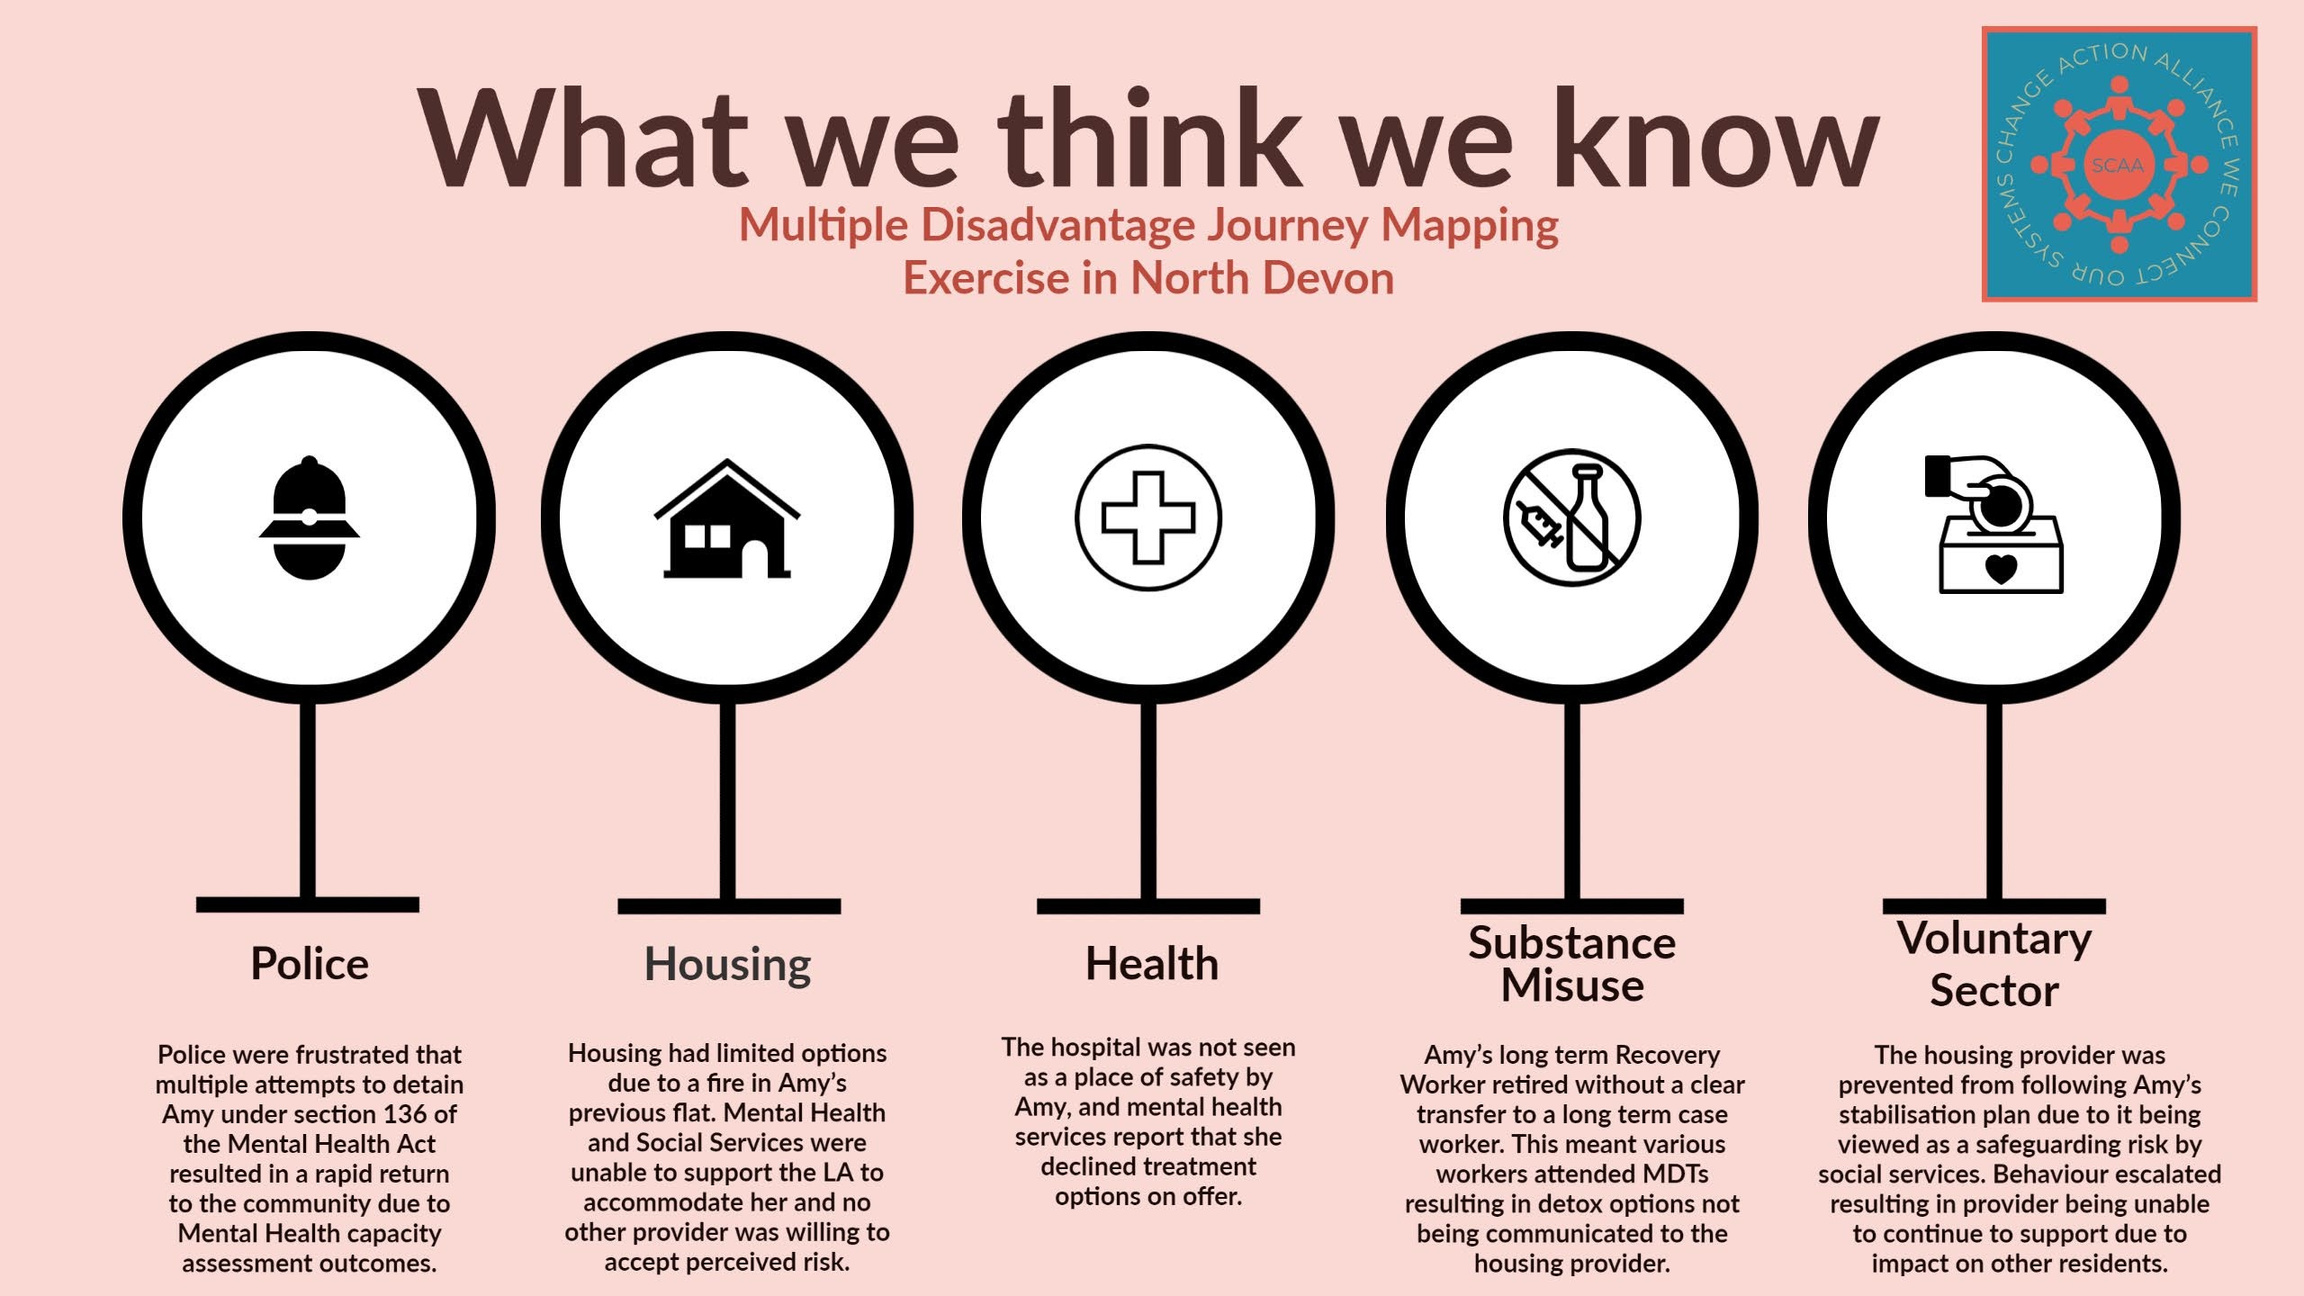 What we think we know
Multiple Disadvantage Journey Mapping
Exercise in North Devon
SYSTEMS CHANGE ACTION ALLIANCE WE CONNECT OUR
SCAA
Police
Police were frustrated that
multiple attempts to detain
Amy under section 136 of
the Mental Health Act
resulted in a rapid return
to the community due to
Mental Health capacity
assessment outcomes.
Housing
Housing had limited options
due to a fire in Amy’s
previous flat. Mental Health
and Social Services were
unable to support the LA to
accommodate her and no
other provider was willing to
accept perceived risk.
Health
The hospital was not seen
as a place of safety by
Amy, and mental health
services report that she
declined treatment
options on offer.
Substance
Misuse
Amy’s long term Recovery
Worker retired without a clear
transfer to a long term case
worker. This meant various
workers attended MDTs
resulting in detox options not
being communicated to the
housing provider.
Voluntary
Sector
The housing provider was
prevented from following Amy’s
stabilisation plan due to it being
viewed as a safeguarding risk by
social services. Behaviour escalated
resulting in provider being unable
to continue to support due to
impact on other residents.